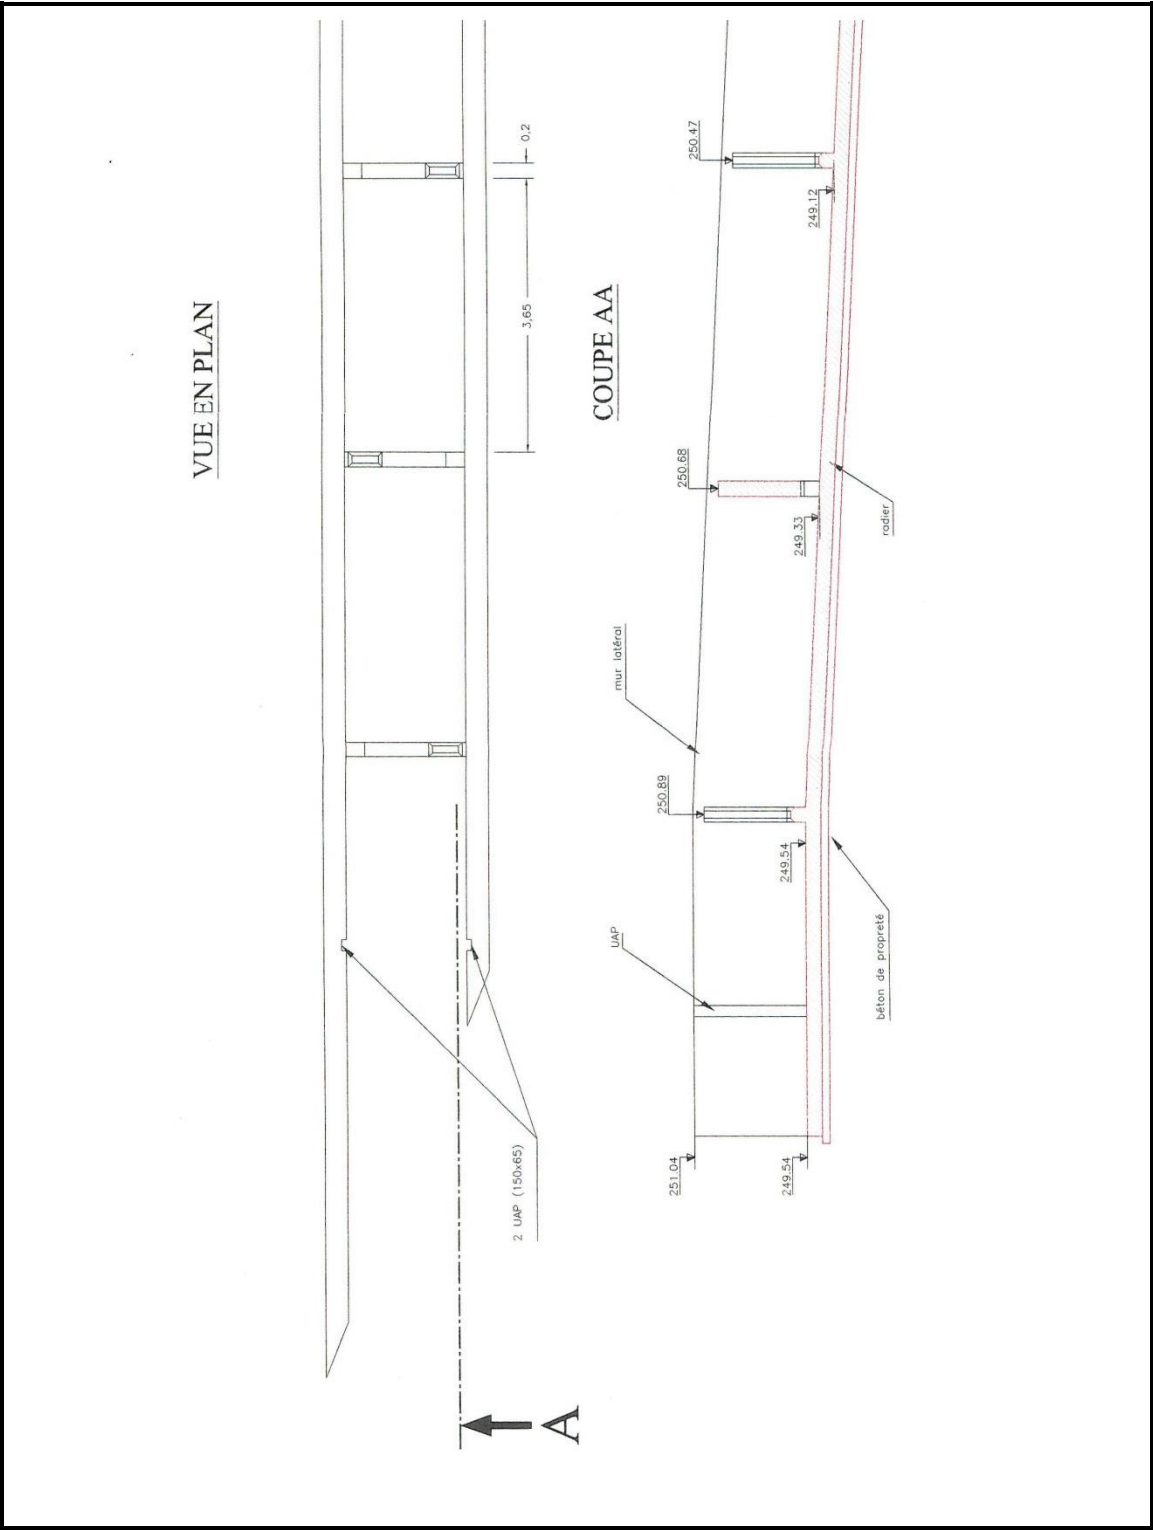 VUE EN PLAN
0,2
3,65
2 UAP (150x65)
A
COUPE AA
250.47
249.12
250.68
249.33
radier
mur latéral
250.89
249.54
UAP
béton de propreté
251.04
249.54